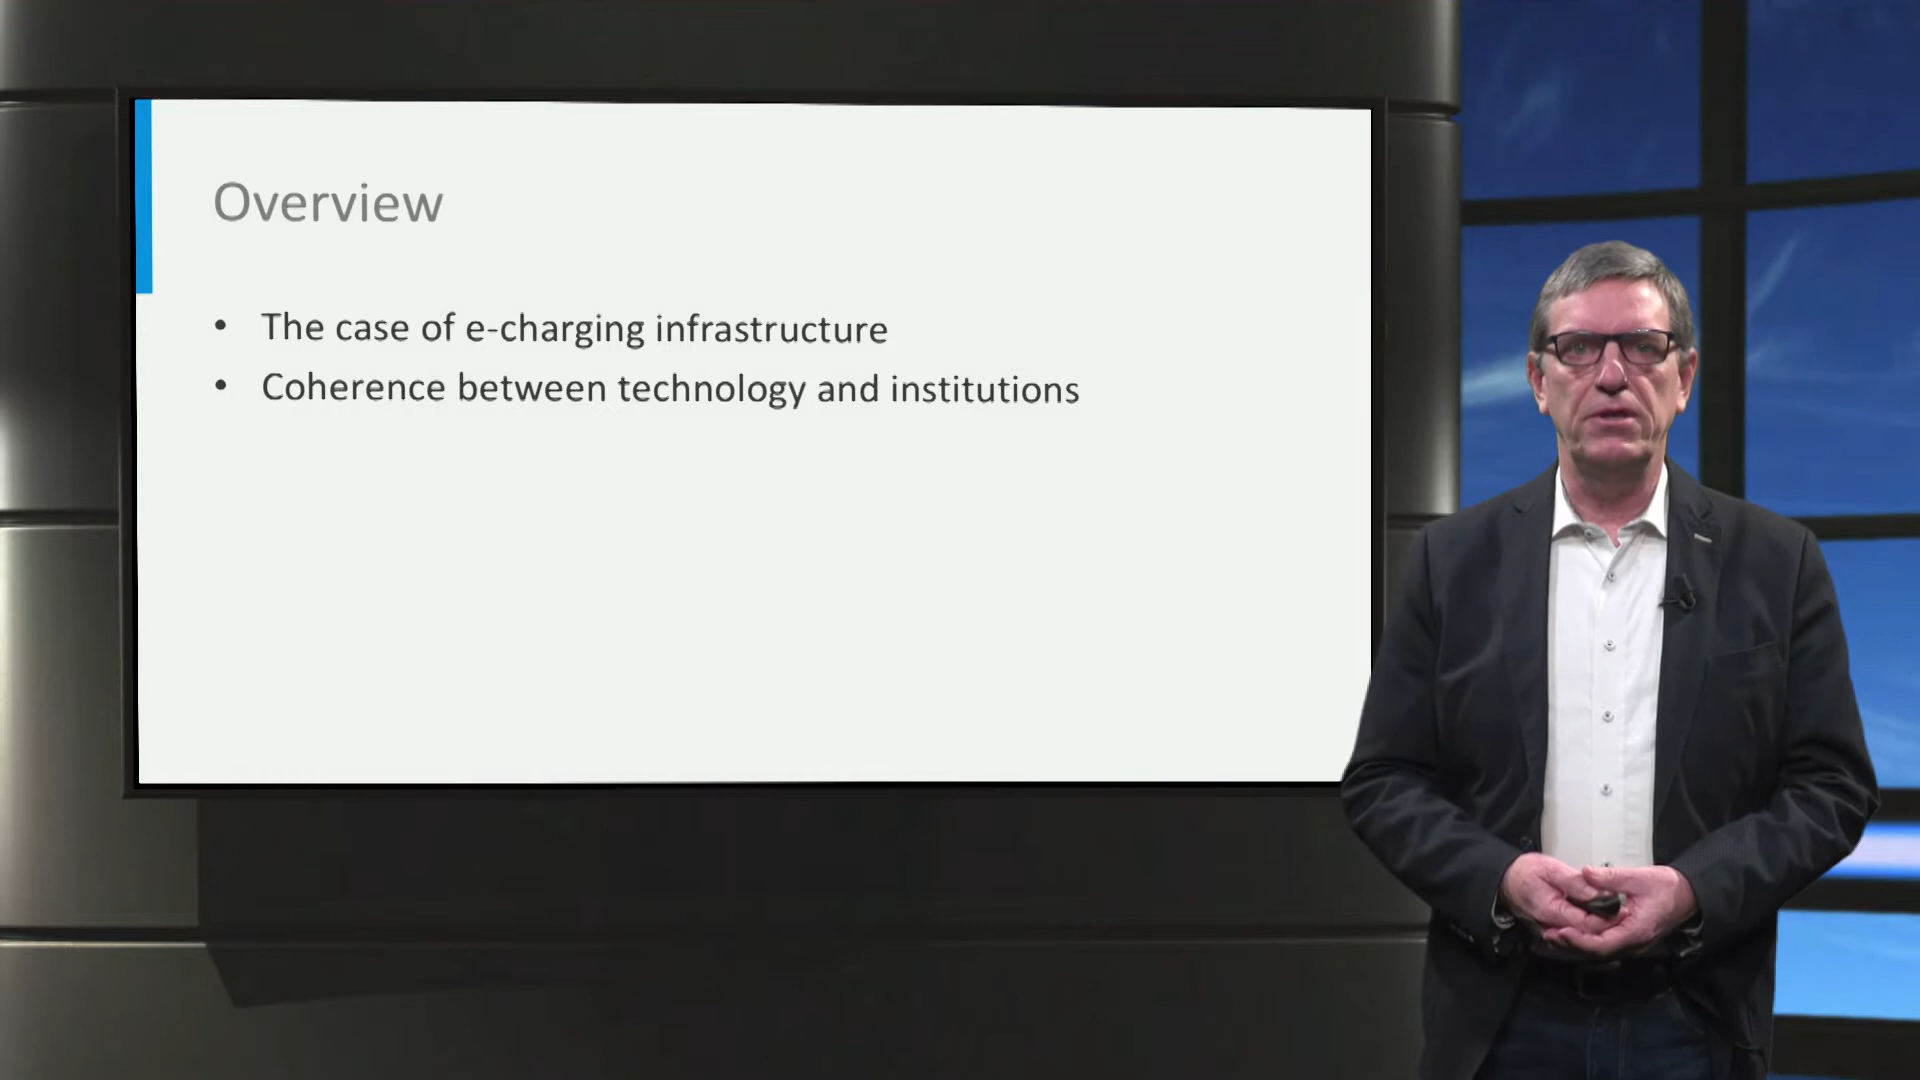 Overview
• The case of e-charging infrastructure
• Coherence between technology and institutions